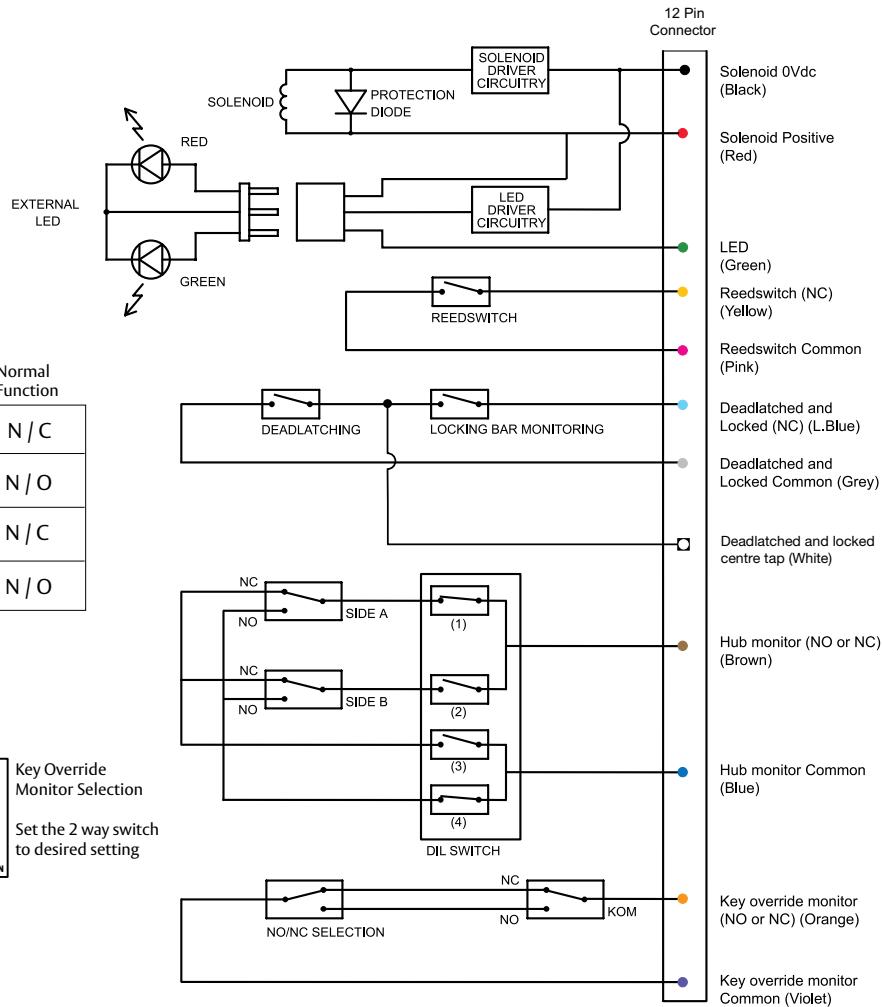 12 Pin
Connector
SOLENOID
DRIVER
CIRCUITRY
Solenoid 0Vdc
(Black)
SOLENOID
PROTECTION
DIODE
Solenoid Positive
(Red)
RED
EXTERNAL
LED
LED
DRIVER
CIRCUITRY
GREEN
LED
(Green)
Reedswitch (NC)
(Yellow)
REEDSWITCH
Reedswitch Common
(Pink)
Normal
Function
N / C
N / O
N / C
N / O
DEADLATCHING
LOCKING BAR MONITORING
Deadlatched and
Locked (NC) (L.Blue)
Deadlatched and
Locked Common (Grey)
Deadlatched and locked
centre tap (White)
NC
NO
SIDE A
(1)
Hub monitor (NO or NC)
(Brown)
NC
NO
SIDE B
(2)
(3)
Hub monitor Common
(Blue)
(4)
DIL SWITCH
Key Override
Monitor Selection
Set the 2 way switch
to desired setting
NC
NO
NO/NC SELECTION
KOM
Key override monitor
(NO or NC) (Orange)
Key override monitor
Common (Violet)